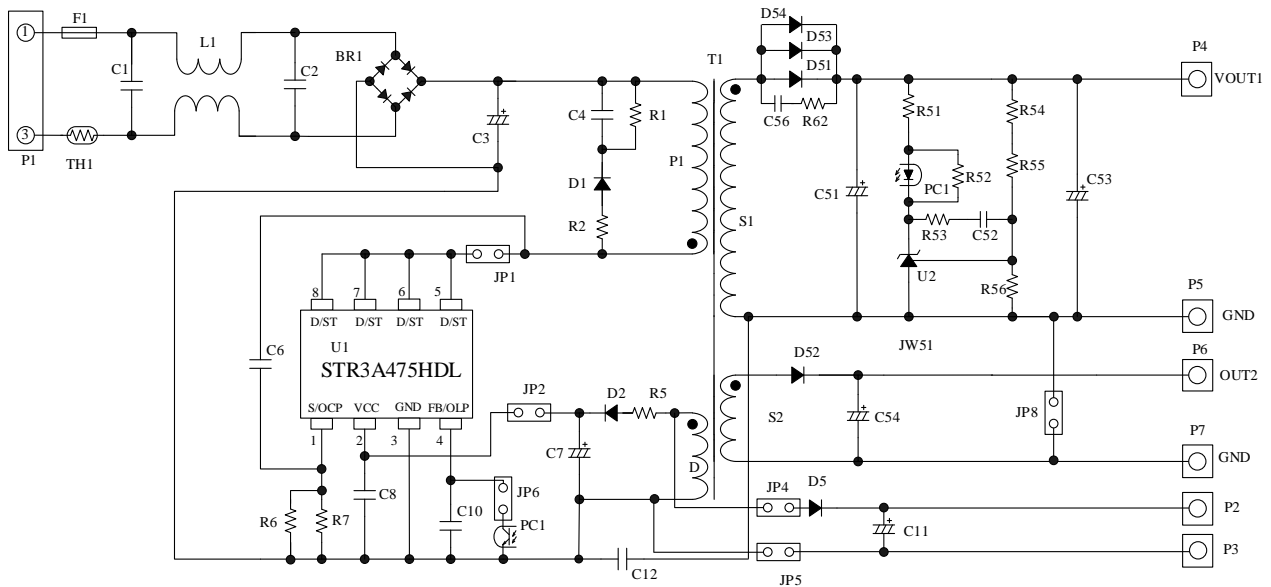 F1
1
L1
C1
C2
BR1
3
P1
TH1
C3
C4
R1
D1
R2
P1
T1
S1
D54
D53
D51
C56
R62
P4
VOUT1
R51
R54
PC1
R52
R55
C51
C53
R53
C52
U2
R56
P5
GND
JW51
P6
OUT2
D52
S2
C54
JP8
P7
GND
JP1
8
7
6
5
D/ST
D/ST
D/ST
D/ST
U1
STR3A475HDL
C6
S/OCP
VCC
GND
FB/OLP
1
2
3
4
JP2
D2
R5
C7
D
R6
R7
C8
C10
JP6
PC1
C12
JP4
D5
P2
C11
JP5
P3